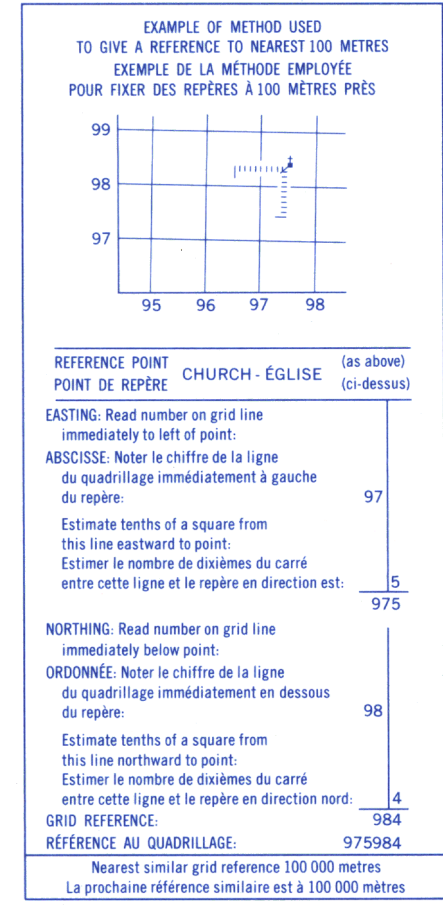 EXAMPLE OF METHOD USED
TO GIVE A REFERENCE TO NEAREST 100 METRES
EXEMPLE DE LA MÉTHODE EMPLOYÉE
POUR FIXER DES REPÈRES À 100 MÈTRES PRÈS
99
98
97
95 96 97 98
REFERENCE POINT
POINT DE REPÈRE
CHURCH - ÉGLISE
(as above)
(ci-dessus)
EASTING: Read number on grid line
immediately to left of point:
ABSCISSE: Noter le chiffre de la ligne
du quadrillage immédiatement à gauche
du repère: 97
Estimate tenths of a square from
this line eastward to point:
Estimer le nombre de dixièmes du carré
entre cette ligne et le repère en direction est: 5
975
NORTHING: Read number on grid line
immediately below point:
ORDONNÉE: Noter le chiffre de la ligne
du quadrillage immédiatement en dessous
du repère: 98
Estimate tenths of a square from
this line northward to point:
Estimer le nombre de dixièmes du carré
entre cette ligne et le repère en direction nord: 4
GRID REFERENCE: 984
RÉFÉRENCE AU QUADRILLAGE: 975984
Nearest similar grid reference 100 000 metres
La prochaine référence similaire est à 100 000 mètres